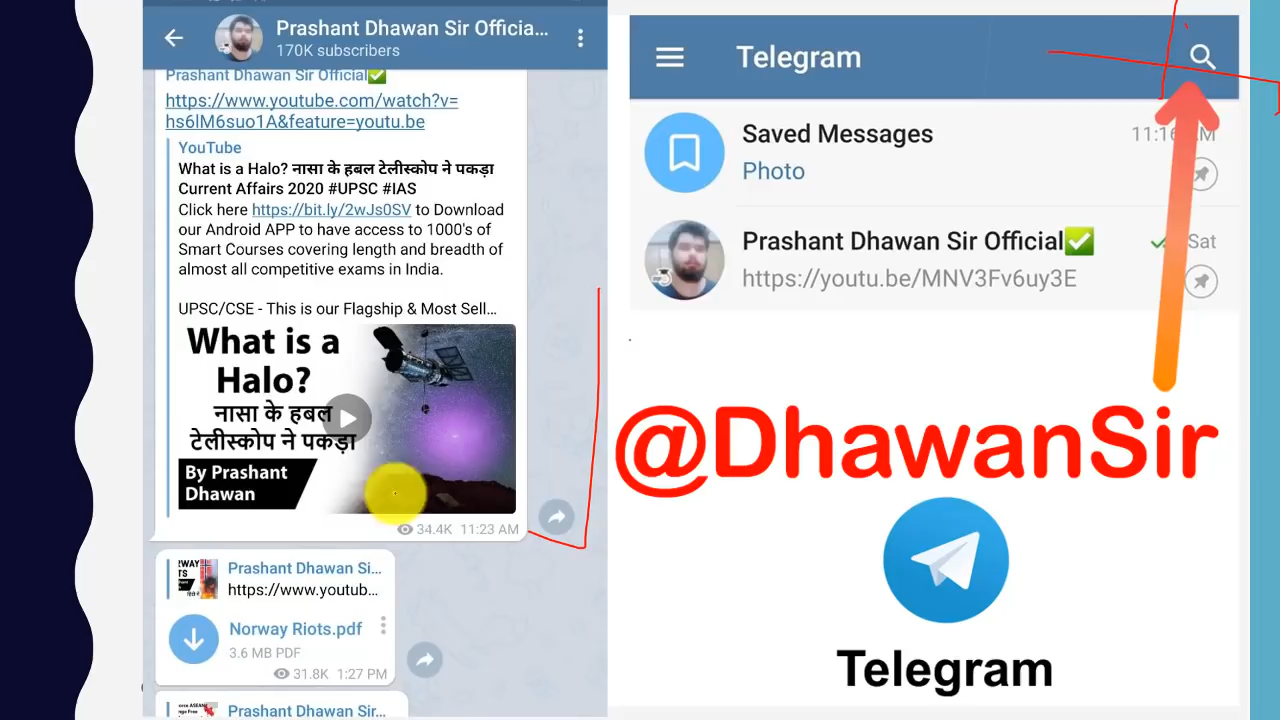 Prashant Dhawan Sir Officia...
170K subscribers
Prashant Dhawan Sir Official✅
https://www.youtube.com/watch?v=
hs6lM6suo1A&feature=youtu.be
YouTube
What is a Halo? नासा के हबल टेलीस्कोप ने पकड़ा
Current Affairs 2020 #UPSC #IAS
Click here https://bit.ly/2wJs0SV to Download
our Android APP to have access to 1000's of
Smart Courses covering length and breadth of
almost all competitive exams in India.
UPSC/CSE - This is our Flagship & Most Sell...
What is a
Halo?
नासा के हबल
टेलीस्कोप ने पकड़ा
By Prashant
Dhawan
34.4K 11:23 AM
Prashant Dhawan Si...
https://www.youtub...
Norway Riots.pdf
3.6 MB PDF
31.8K 1:27 PM
Prashant Dhawan Sir...
Telegram
Saved Messages
Photo
Prashant Dhawan Sir Official✅
Sat
https://youtu.be/MNV3Fv6uy3E
@DhawanSir
Telegram